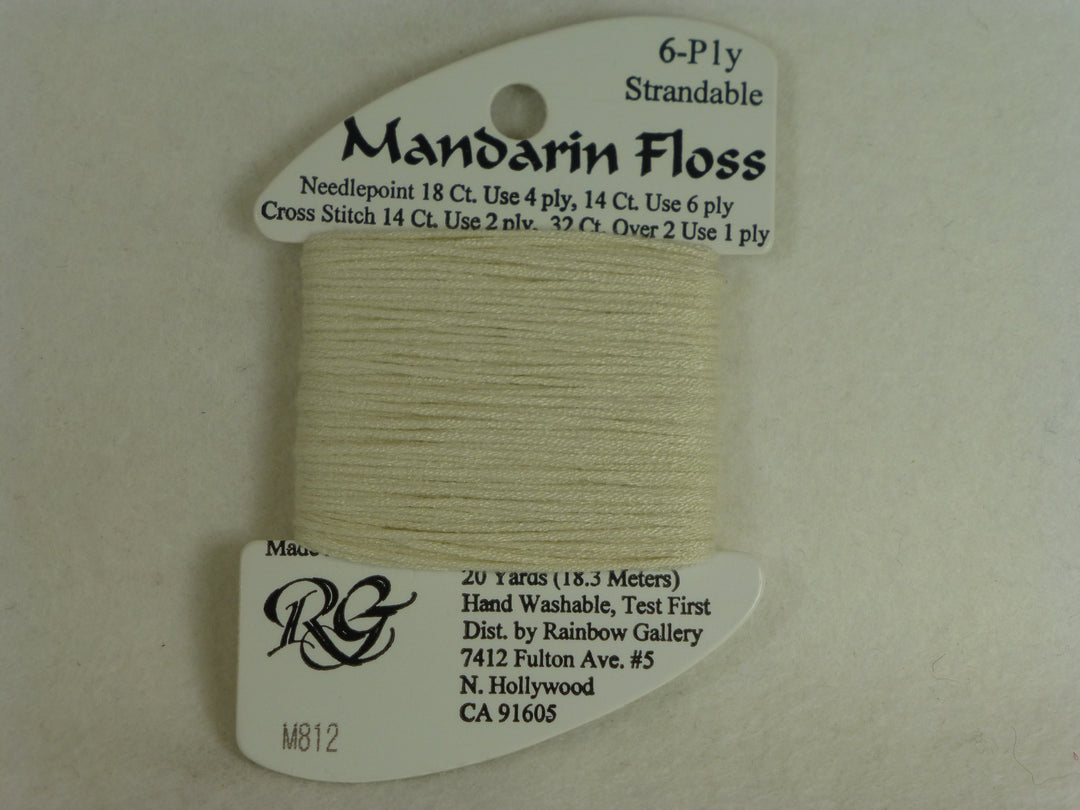 6-Ply
Strandable
Mandarin Floss
Needlepoint 18 Ct. Use 4 ply, 14 Ct. Use 6 ply
Cross Stitch 14 Ct. Use 2 ply, 32 Ct. Over 2 Use 1 ply
Made
20 Yards (18.3 Meters)
RG
Hand Washable, Test First
Dist. by Rainbow Gallery
7412 Fulton Ave. #5
N. Hollywood
CA 91605
M812